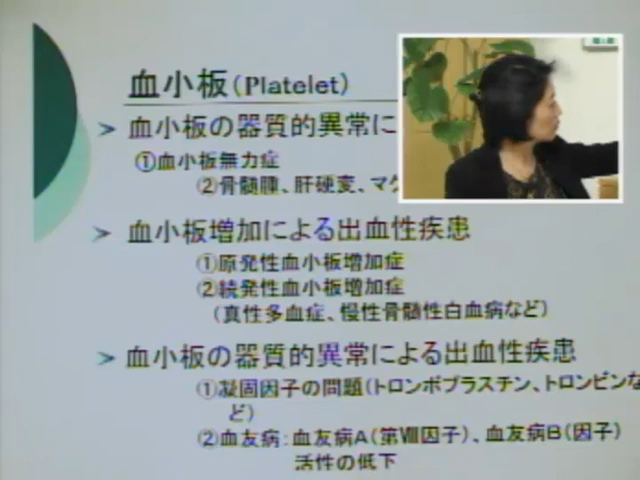 血小板（Platelet）
➢ 血小板の器質的異常に
①血小板無力症
②骨髄腫、肝硬変、マク
➢ 血小板増加による出血性疾患
①原発性血小板増加症
②続発性血小板増加症
（真性多血症、慢性骨髄性白血病など）
➢ 血小板の器質的異常による出血性疾患
①凝固因子の問題（トロンボプラスチン、トロンビンな
ど）
②血友病：血友病A（第Ⅷ因子）、血友病B（因子）
活性の低下